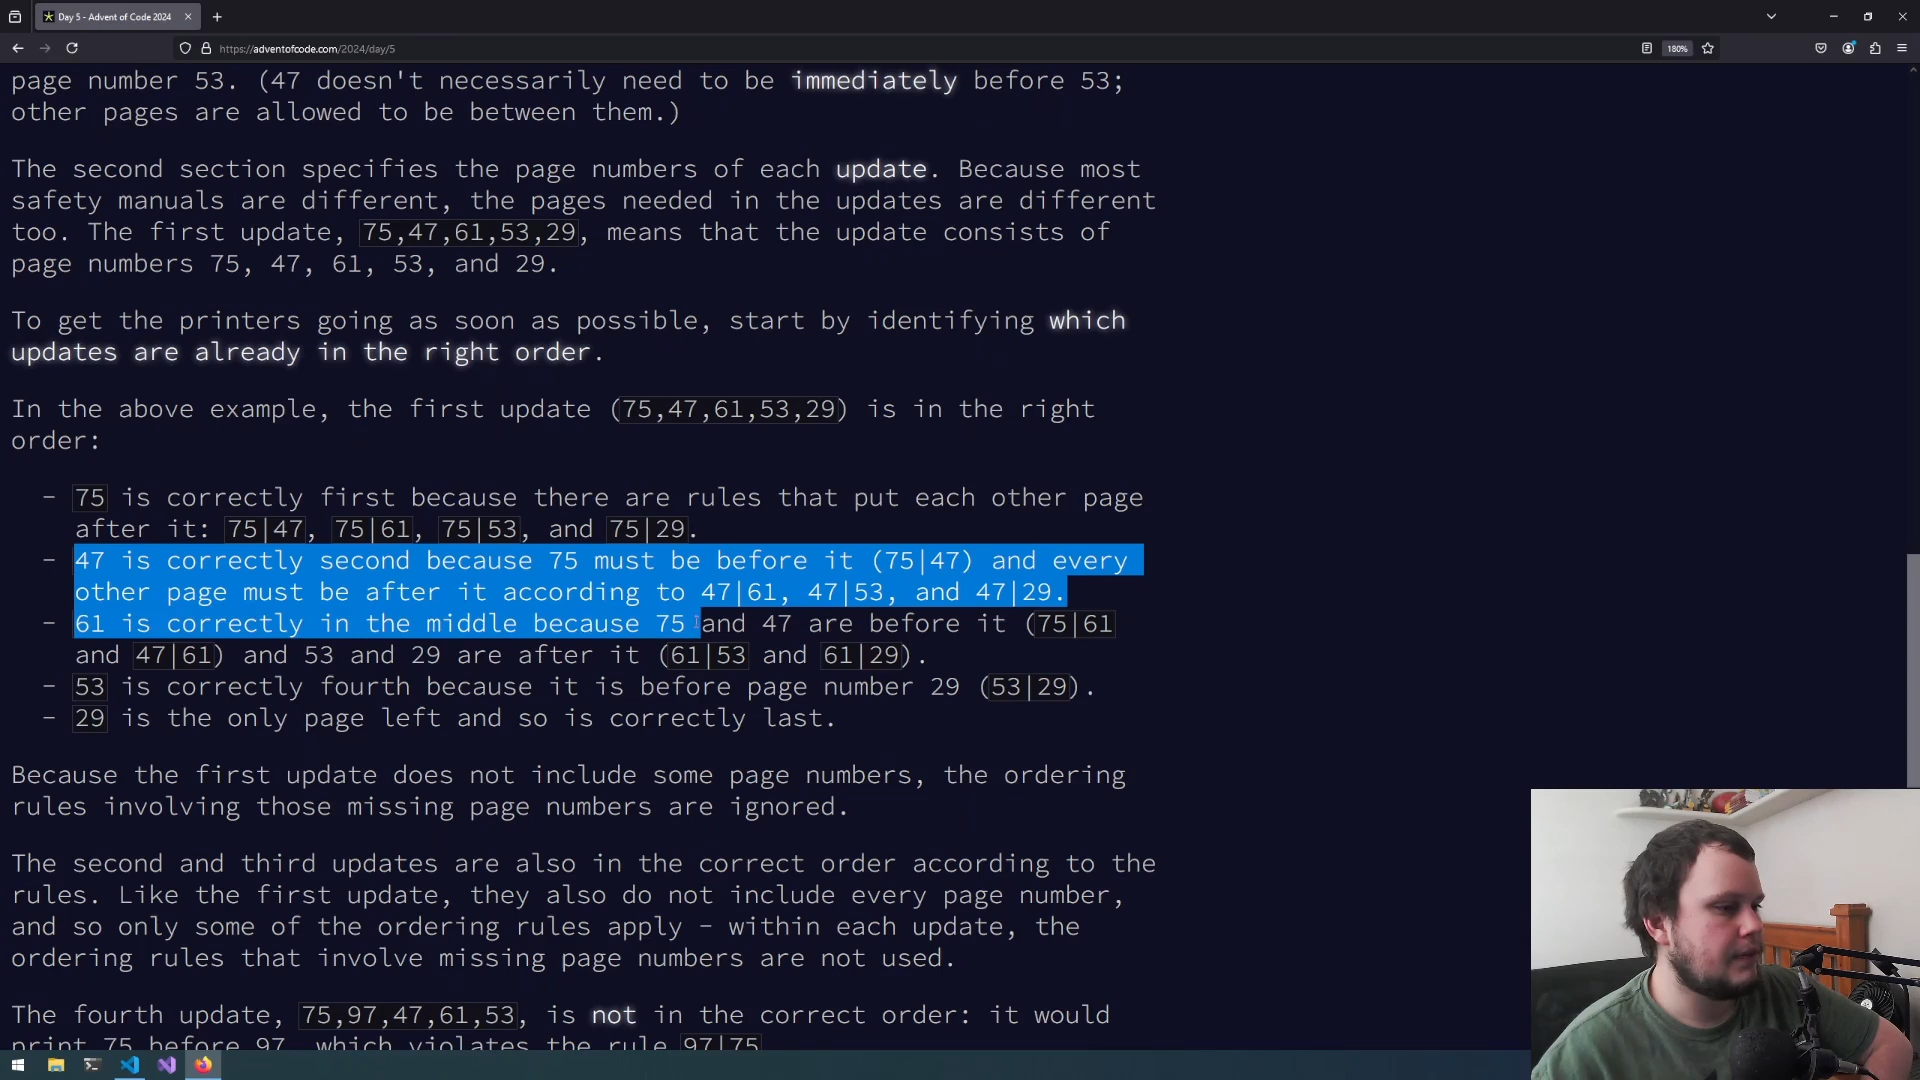 Day 5 - Advent of Code 2024
https://adventofcode.com/2024/day/5
180%
page number 53. (47 doesn't necessarily need to be immediately before 53;
other pages are allowed to be between them.)
The second section specifies the page numbers of each update. Because most
safety manuals are different, the pages needed in the updates are different
too. The first update, 75,47,61,53,29, means that the update consists of
page numbers 75, 47, 61, 53, and 29.
To get the printers going as soon as possible, start by identifying which
updates are already in the right order.
In the above example, the first update (75,47,61,53,29) is in the right
order:
- 75 is correctly first because there are rules that put each other page
after it: 75|47, 75|61, 75|53, and 75|29.
- 47 is correctly second because 75 must be before it (75|47) and every
other page must be after it according to 47|61, 47|53, and 47|29.
- 61 is correctly in the middle because 75 and 47 are before it (75|61
and 47|61) and 53 and 29 are after it (61|53 and 61|29).
- 53 is correctly fourth because it is before page number 29 (53|29).
- 29 is the only page left and so is correctly last.
Because the first update does not include some page numbers, the ordering
rules involving those missing page numbers are ignored.
The second and third updates are also in the correct order according to the
rules. Like the first update, they also do not include every page number,
and so only some of the ordering rules apply - within each update, the
ordering rules that involve missing page numbers are not used.
The fourth update, 75,97,47,61,53, is not in the correct order: it would
print 75 before 97, which violates the rule 97|75